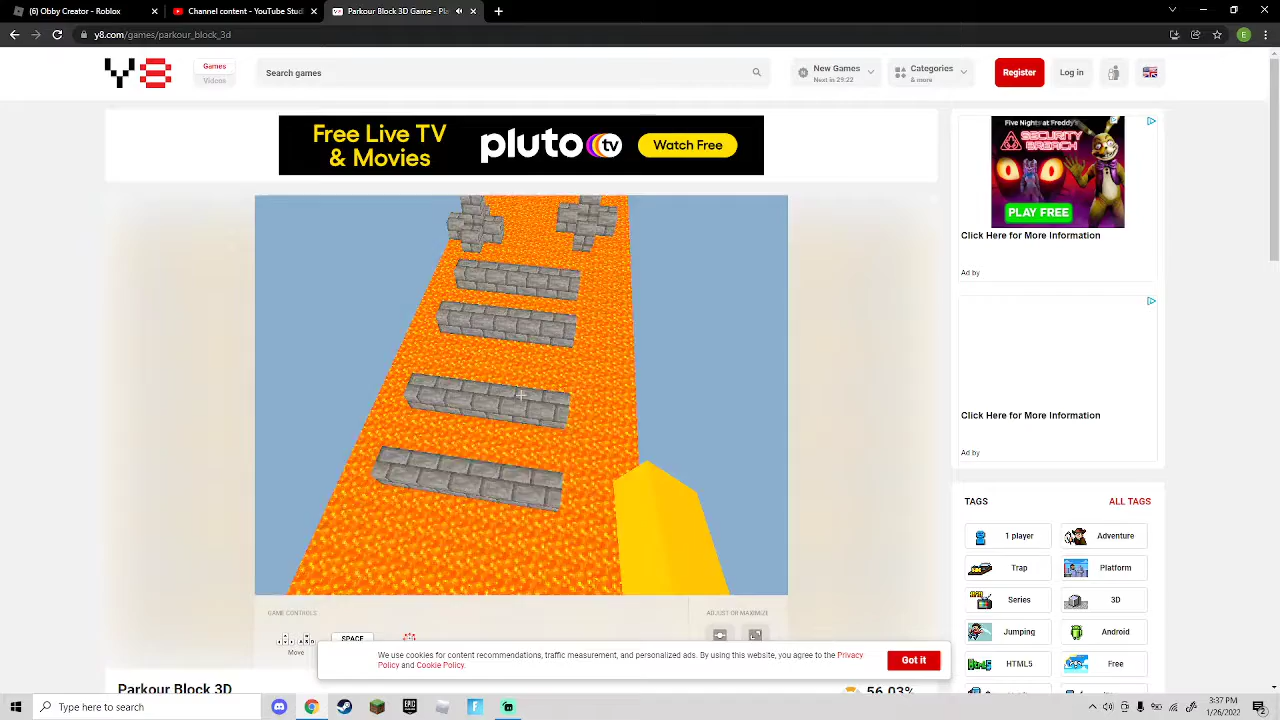 (6) Obby Creator - Roblox
Channel content - YouTube Stud
Parkour Block 3D Game - Pl
y8.com/games/parkour_block_3d
Y8
Games
Videos
Search games
New Games
Next in 29:22
Categories
& more
Register
Log in
Free Live TV
& Movies
pluto tv
Watch Free
Five Nights at Freddy's
SECURITY
BREACH
PLAY FREE
Click Here for More Information
Ad by
Click Here for More Information
Ad by
TAGS
ALL TAGS
1 player
Adventure
Trap
Platform
Series
3D
Jumping
Android
HTML5
Free
GAME CONTROLS
ADJUST OR MAXIMIZE
SPACE
Move
We use cookies for content recommendations, traffic measurement, and personalized ads. By using this website, you agree to the Privacy
Policy and Cookie Policy.
Got it
Parkour Block 3D
56.03%
Type here to search
3:37 PM
1/26/2022